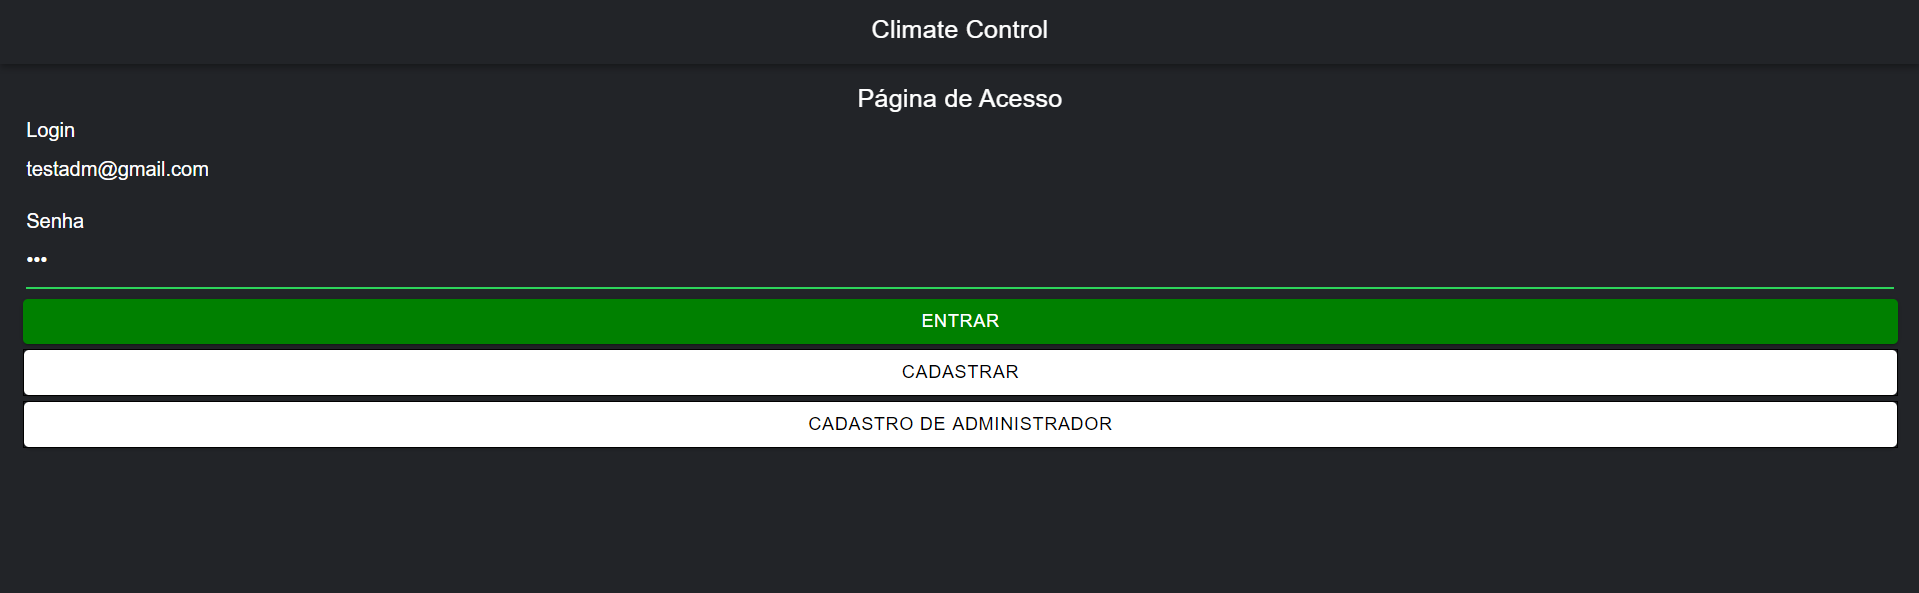 Climate Control
Página de Acesso
Login
testadm@gmail.com
Senha
•••
ENTRAR
CADASTRAR
CADASTRO DE ADMINISTRADOR